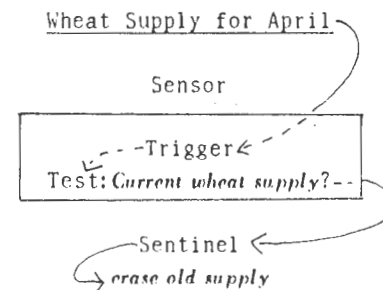 Wheat Supply for April
Sensor
Trigger
Test: Current wheat supply?
Sentinel
erase old supply